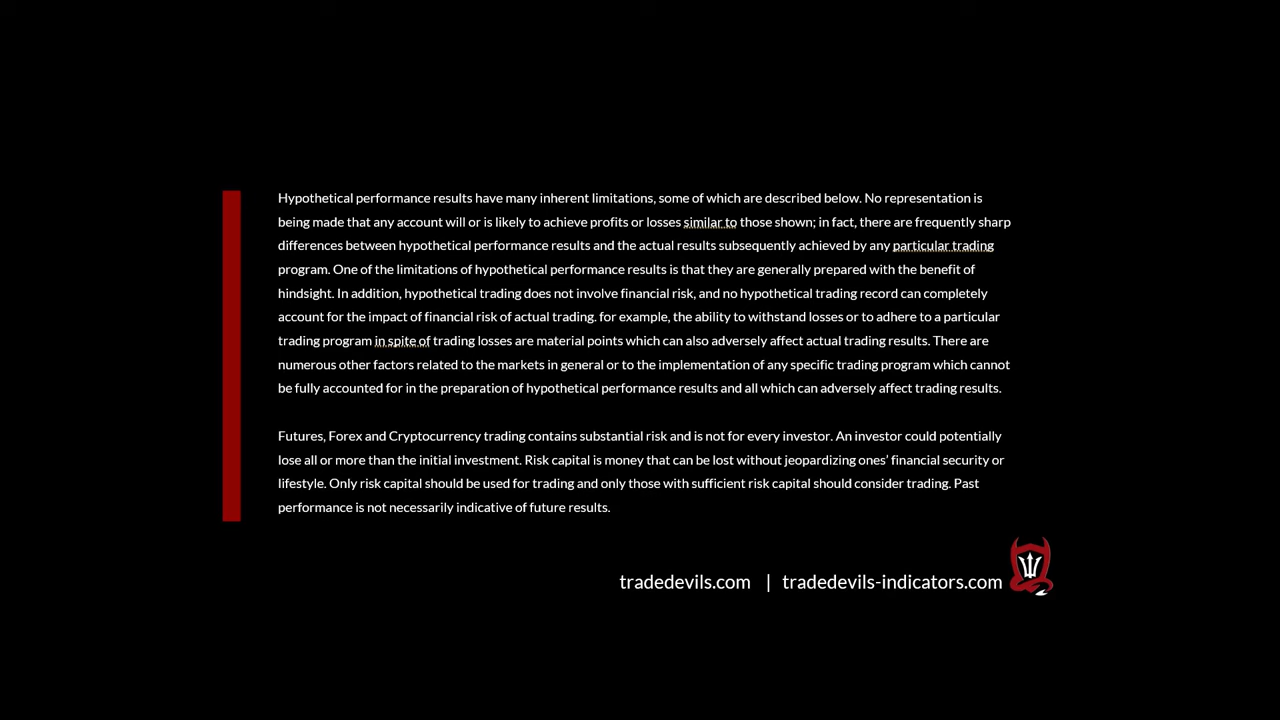 Hypothetical performance results have many inherent limitations, some of which are described below. No representation is
being made that any account will or is likely to achieve profits or losses similar to those shown; in fact, there are frequently sharp
differences between hypothetical performance results and the actual results subsequently achieved by any particular trading
program. One of the limitations of hypothetical performance results is that they are generally prepared with the benefit of
hindsight. In addition, hypothetical trading does not involve financial risk, and no hypothetical trading record can completely
account for the impact of financial risk of actual trading. for example, the ability to withstand losses or to adhere to a particular
trading program in spite of trading losses are material points which can also adversely affect actual trading results. There are
numerous other factors related to the markets in general or to the implementation of any specific trading program which cannot
be fully accounted for in the preparation of hypothetical performance results and all which can adversely affect trading results.
Futures, Forex and Cryptocurrency trading contains substantial risk and is not for every investor. An investor could potentially
lose all or more than the initial investment. Risk capital is money that can be lost without jeopardizing ones’ financial security or
lifestyle. Only risk capital should be used for trading and only those with sufficient risk capital should consider trading. Past
performance is not necessarily indicative of future results.
tradedevils.com | tradedevils-indicators.com